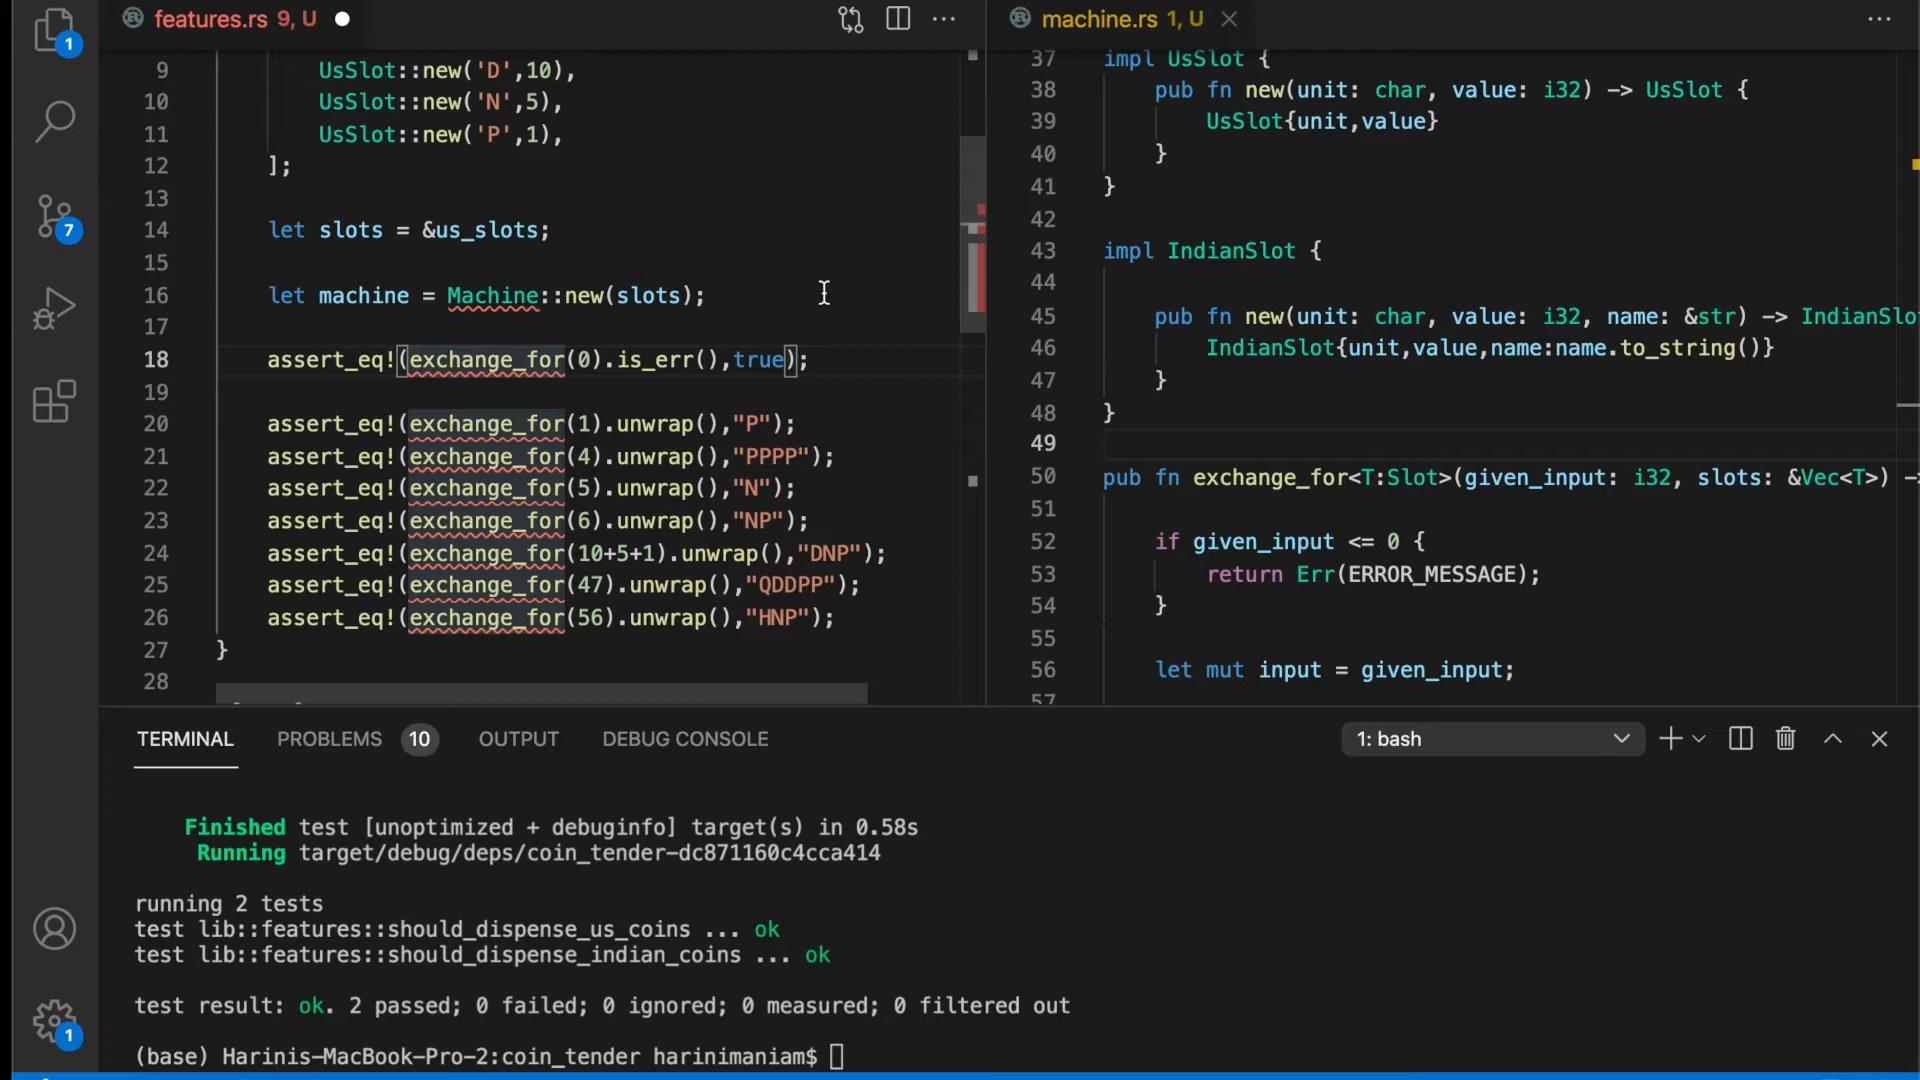 features.rs 9, U
9 UsSlot::new('D',10),
10 UsSlot::new('N',5),
11 UsSlot::new('P',1),
12 ];
13
14 let slots = &us_slots;
15
16 let machine = Machine::new(slots);
17
18 assert_eq!(exchange_for(0).is_err(),true);
19
20 assert_eq!(exchange_for(1).unwrap(),"P");
21 assert_eq!(exchange_for(4).unwrap(),"PPPP");
22 assert_eq!(exchange_for(5).unwrap(),"N");
23 assert_eq!(exchange_for(6).unwrap(),"NP");
24 assert_eq!(exchange_for(10+5+1).unwrap(),"DNP");
25 assert_eq!(exchange_for(47).unwrap(),"QDDPP");
26 assert_eq!(exchange_for(56).unwrap(),"HNP");
27 }
28
machine.rs 1, U
37 impl UsSlot {
38 pub fn new(unit: char, value: i32) -> UsSlot {
39 UsSlot{unit,value}
40 }
41 }
42
43 impl IndianSlot {
44
45 pub fn new(unit: char, value: i32, name: &str) -> IndianSlo
46 IndianSlot{unit,value,name:name.to_string()}
47 }
48 }
49
50 pub fn exchange_for<T:Slot>(given_input: i32, slots: &Vec<T>) -
51
52 if given_input <= 0 {
53 return Err(ERROR_MESSAGE);
54 }
55
56 let mut input = given_input;
57
1
7
1
TERMINAL PROBLEMS 10 OUTPUT DEBUG CONSOLE 1: bash
Finished test [unoptimized + debuginfo] target(s) in 0.58s
Running target/debug/deps/coin_tender-dc871160c4cca414
running 2 tests
test lib::features::should_dispense_us_coins ... ok
test lib::features::should_dispense_indian_coins ... ok
test result: ok. 2 passed; 0 failed; 0 ignored; 0 measured; 0 filtered out
(base) Harinis-MacBook-Pro-2:coin_tender harinimaniam$